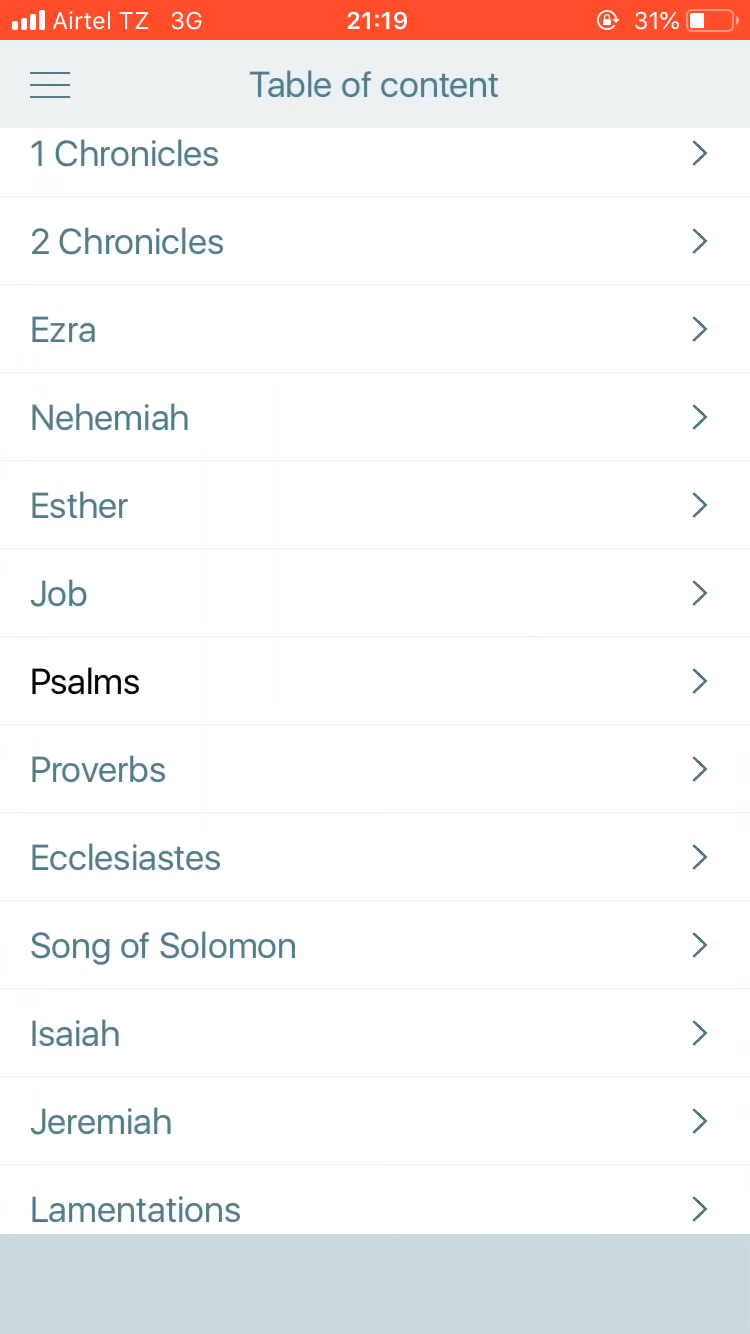 Airtel TZ 3G 21:19 31%
Table of content
1 Chronicles
2 Chronicles
Ezra
Nehemiah
Esther
Job
Psalms
Proverbs
Ecclesiastes
Song of Solomon
Isaiah
Jeremiah
Lamentations